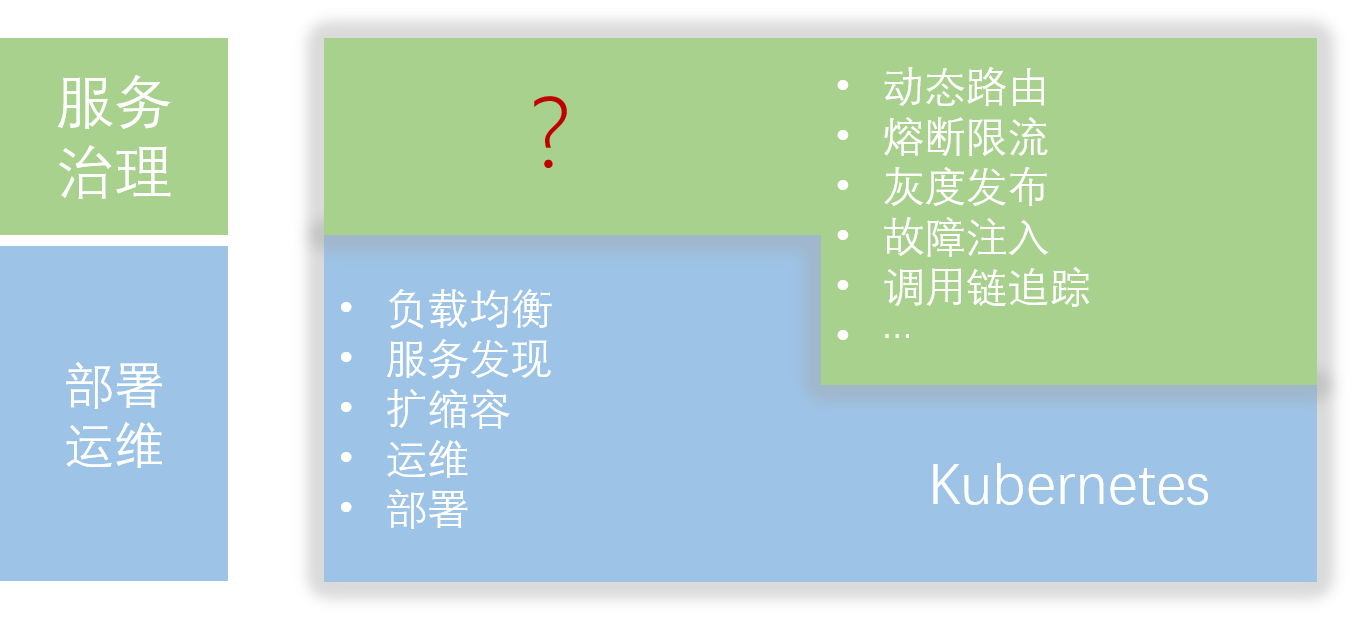 服务
治理
？
• 动态路由
• 熔断限流
• 灰度发布
• 故障注入
• 调用链追踪
• …
部署
运维
• 负载均衡
• 服务发现
• 扩缩容
• 运维
• 部署
Kubernetes